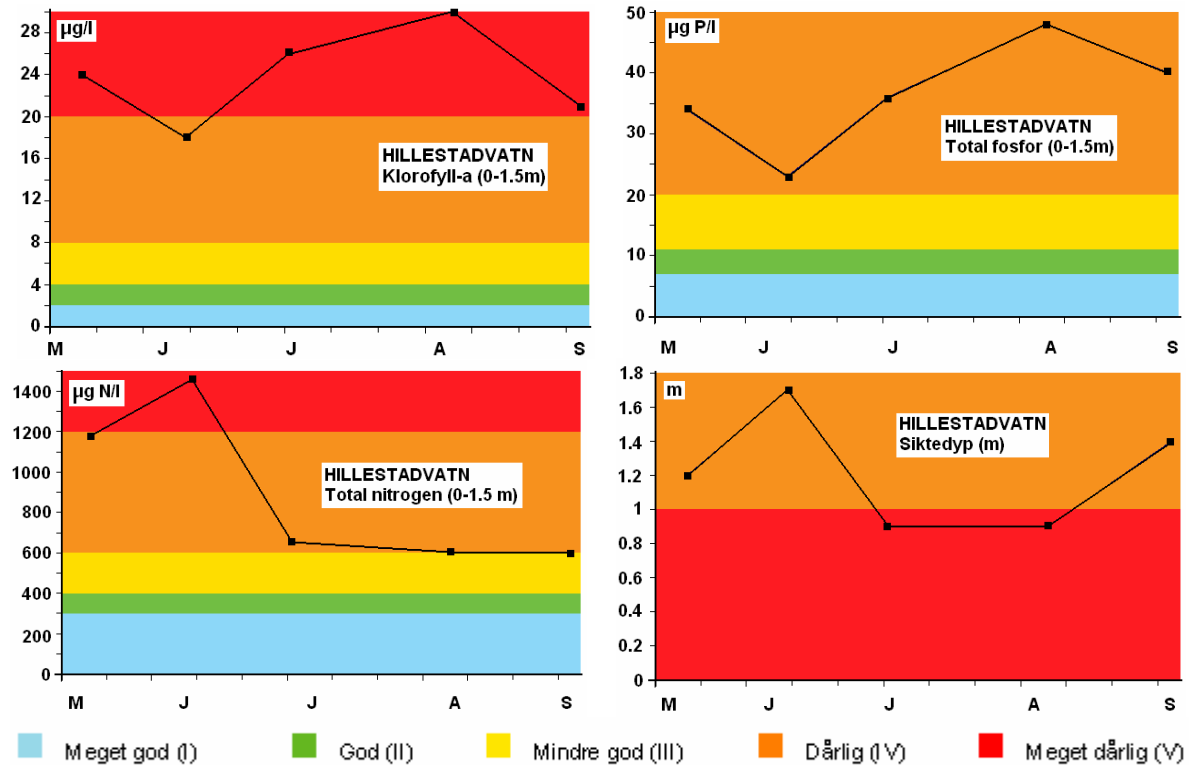 µg/l
28
24
20
16
12
8
4
0
HILLESTADVATN
Klorofyll-a (0-1.5m)
M J J A S
µg P/l
50
40
30
20
10
0
HILLESTADVATN
Total fosfor (0-1.5m)
M J J A S
µg N/l
1400
1200
1000
800
600
400
200
0
HILLESTADVATN
Total nitrogen (0-1.5 m)
M J J A S
m
1.8
1.6
1.4
1.2
1
0.8
0.6
0.4
0.2
0
HILLESTADVATN
Siktedyp (m)
M J J A S
Meget god (I) God (II) Mindre god (III) Dårlig (IV) Meget dårlig (V)